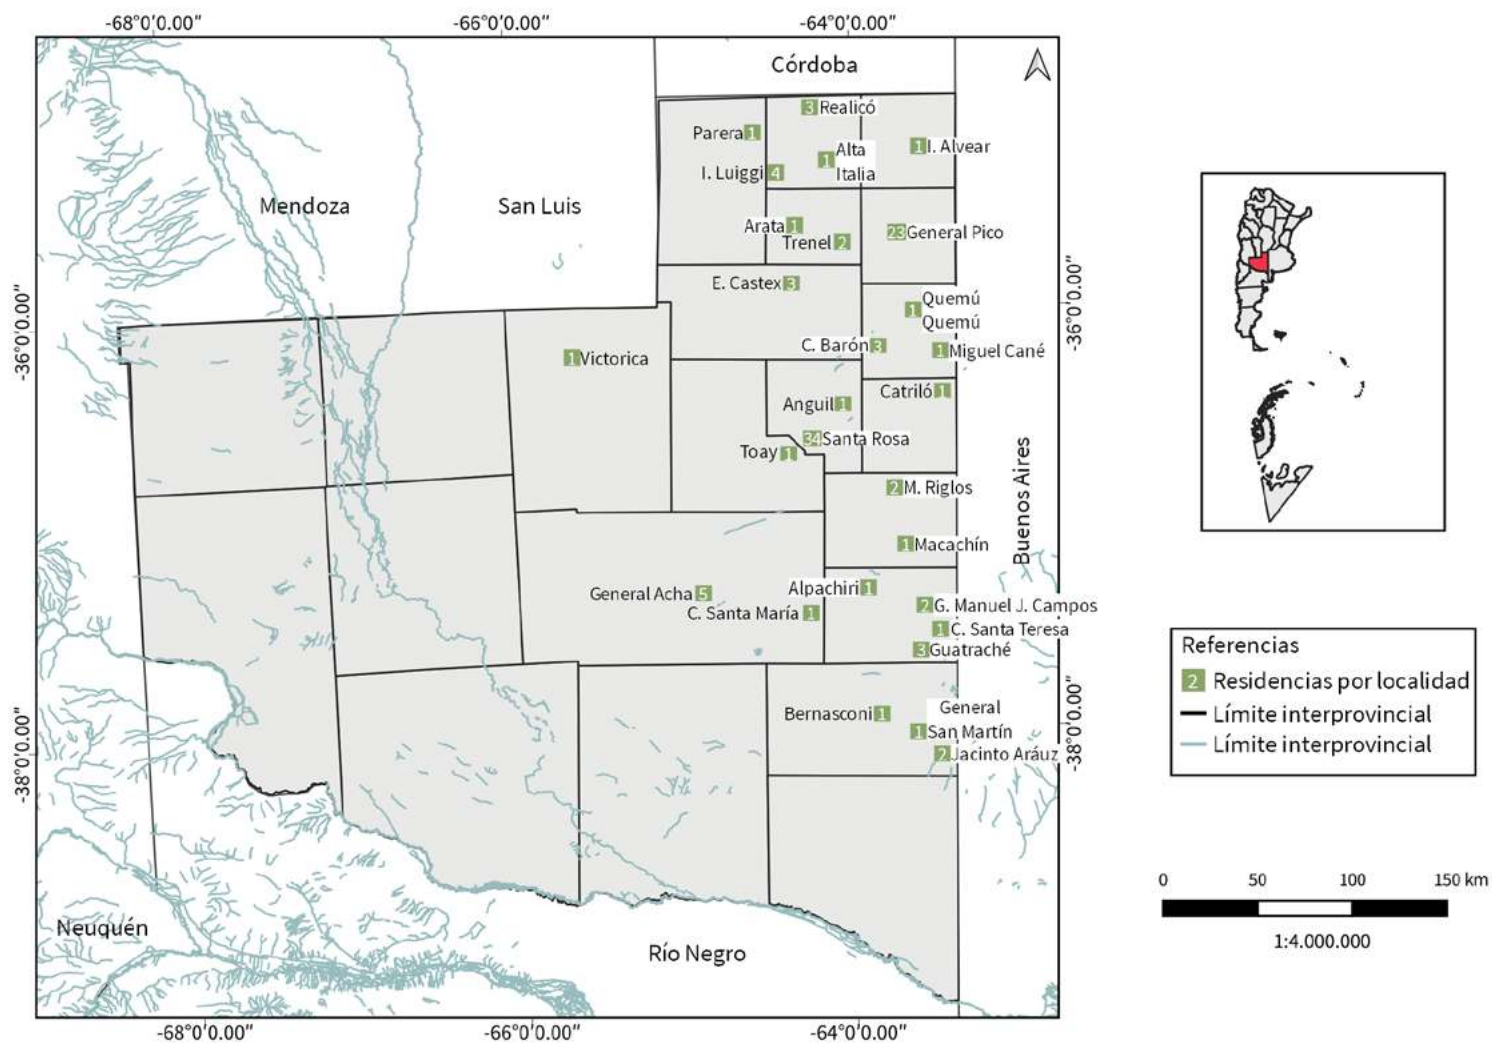 -68°0'0.00"
-66°0'0.00"
-64°0'0.00"
Córdoba
3 Realicó
Parera 1
1 I. Alvear
1 Alta
Italia
I. Luiggi 4
Mendoza
San Luis
Arata 1
Trenel 2
23 General Pico
E. Castex 3
-36°0'0.00"
-36°0'0.00"
1 Quemú
Quemú
C. Barón 3
1 Miguel Cané
1 Victorica
Catriló 1
Anguil 1
34 Santa Rosa
Toay 1
Buenos Aires
2 M. Riglos
1 Macachín
General Acha 5
Alpachiri 1
C. Santa María 1
2 G. Manuel J. Campos
1 C. Santa Teresa
3 Guatraché
Bernasconi 1
General
1 San Martín
2 Jacinto Aráuz
-38°0'0.00"
-38°0'0.00"
Neuquén
Río Negro
-68°0'0.00"
-66°0'0.00"
-64°0'0.00"
Referencias
2 Residencias por localidad
Límite interprovincial
Límite interprovincial
0 50 100 150 km
1:4.000.000